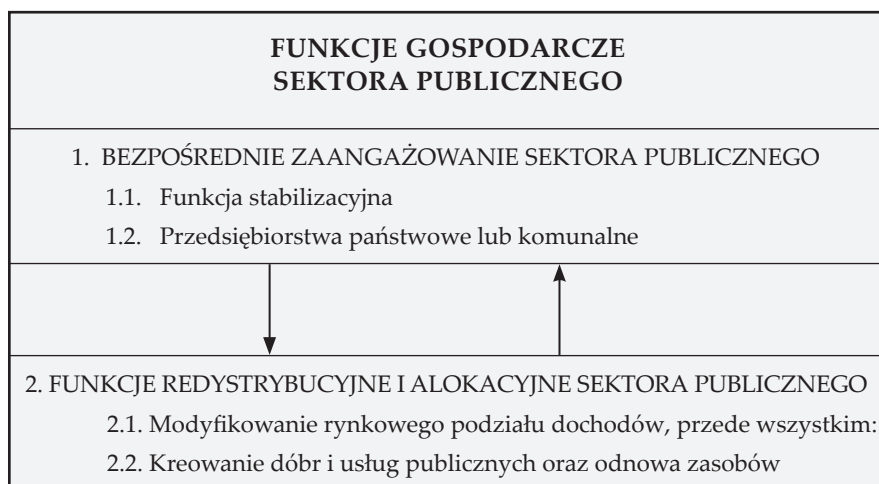 FUNKCJE GOSPODARCZE
SEKTORA PUBLICZNEGO
1. BEZPOŚREDNIE ZAANGAŻOWANIE SEKTORA PUBLICZNEGO
1.1. Funkcja stabilizacyjna
1.2. Przedsiębiorstwa państwowe lub komunalne
2. FUNKCJE REDYSTRYBUCYJNE I ALOKACYJNE SEKTORA PUBLICZNEGO
2.1. Modyfikowanie rynkowego podziału dochodów, przede wszystkim:
2.2. Kreowanie dóbr i usług publicznych oraz odnowa zasobów